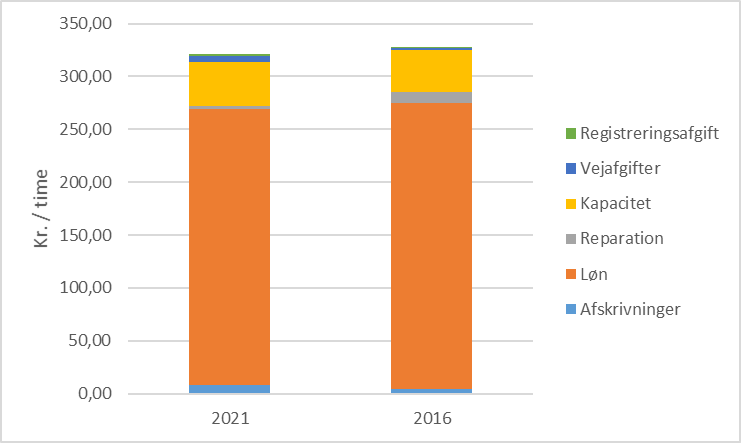 350,00
300,00
250,00
200,00
150,00
100,00
50,00
0,00
Kr. / time
2021
2016
Registreringsafgift
Vejafgifter
Kapacitet
Reparation
Løn
Afskrivninger